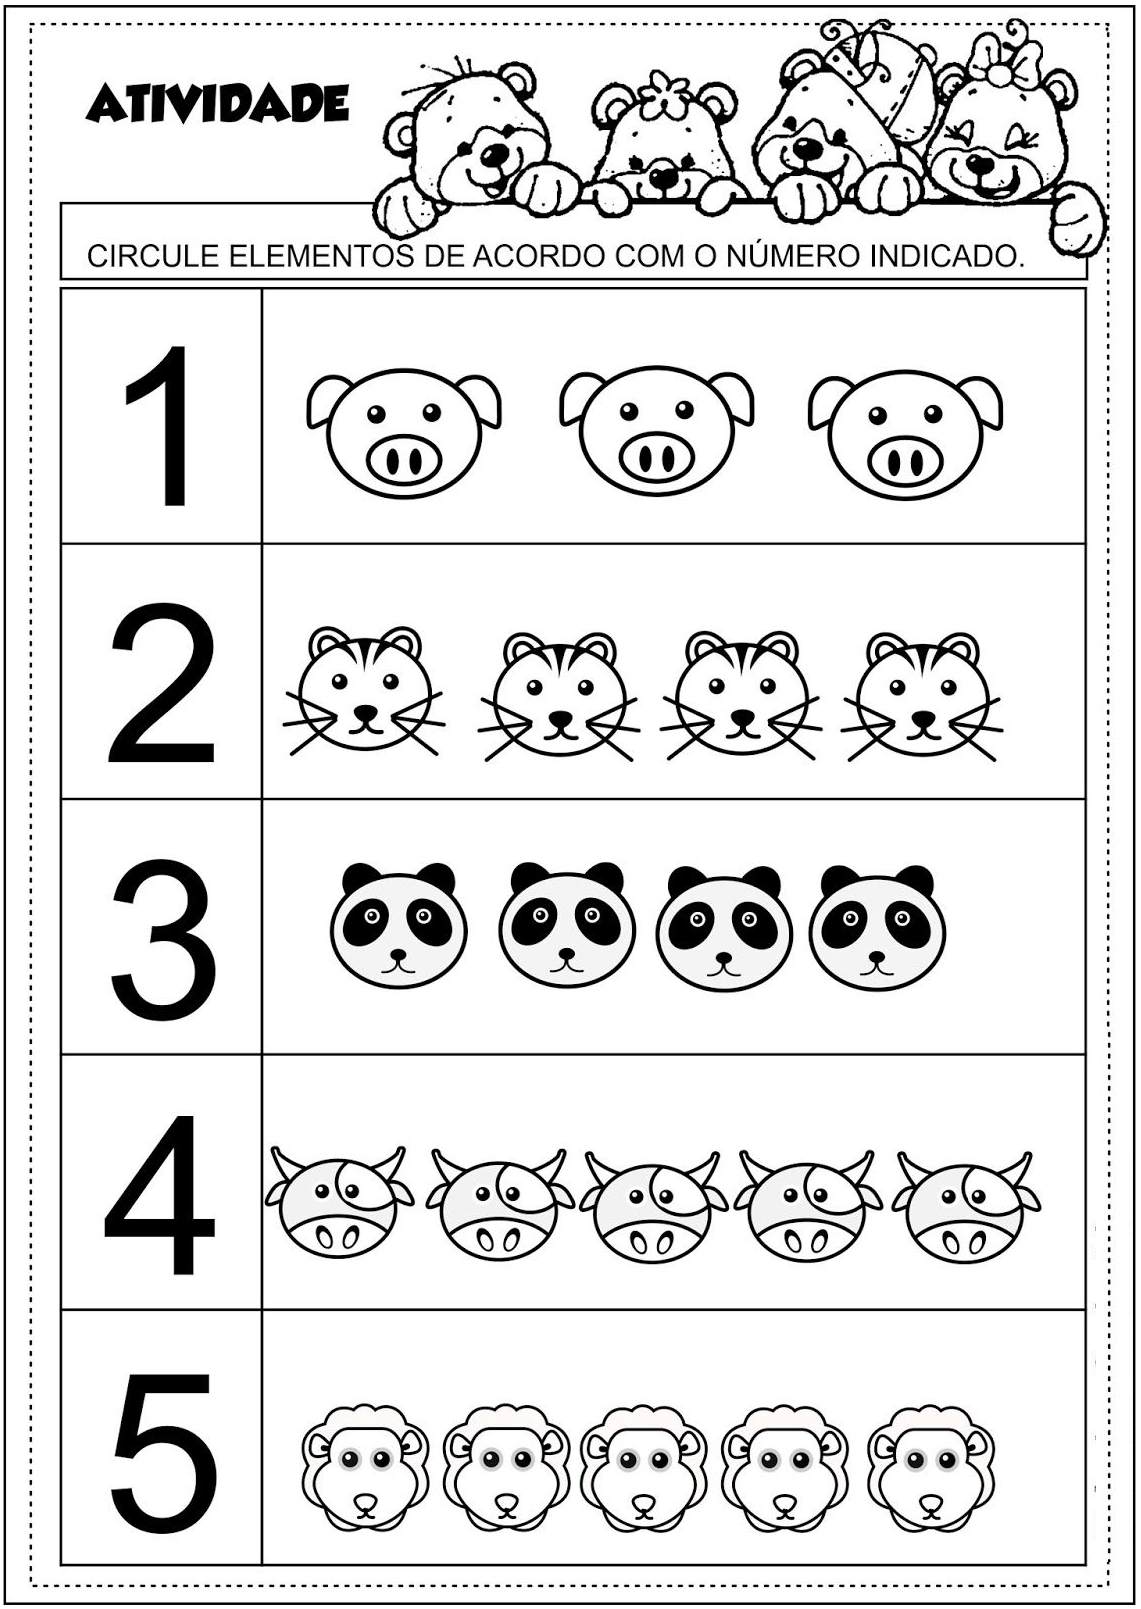 ATIVIDADE
CIRCULE ELEMENTOS DE ACORDO COM O NÚMERO INDICADO.
1
2
3
4
5